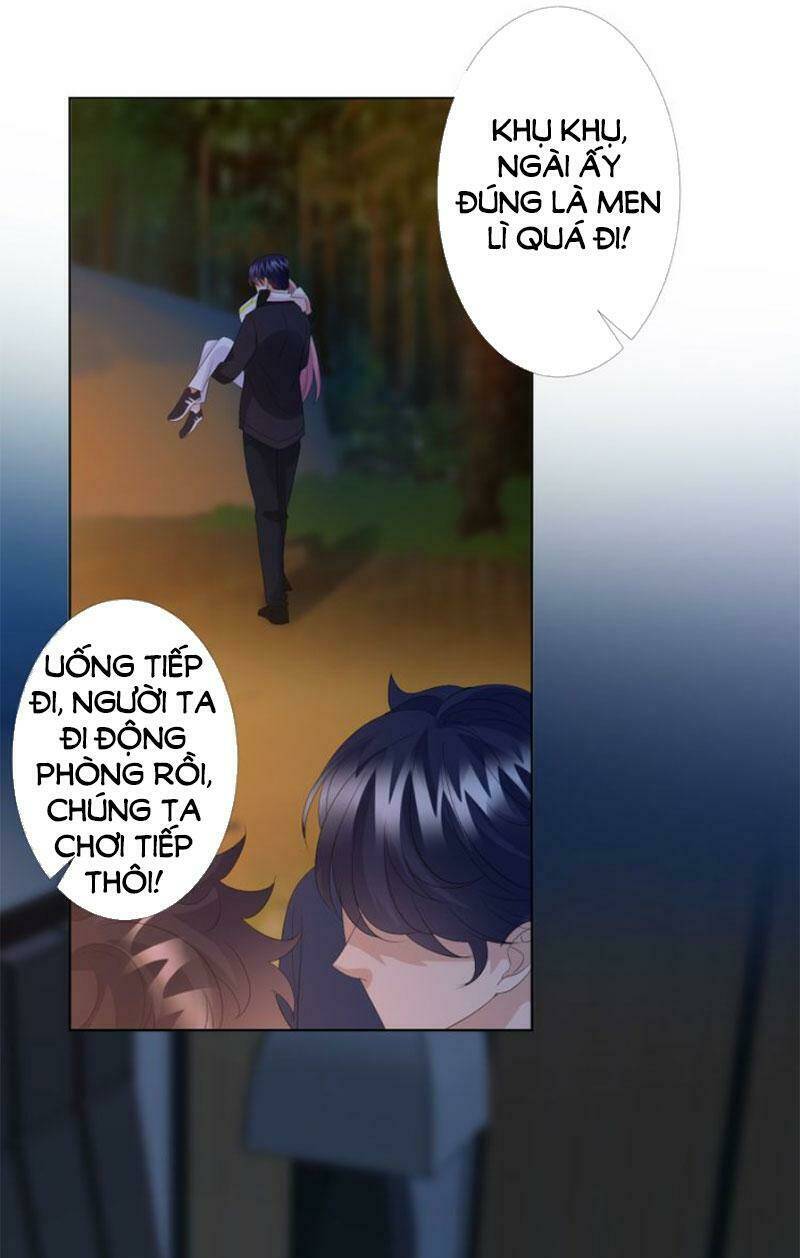 KHỤ KHỤ,
NGÀI ẤY
ĐÚNG LÀ MEN
LÌ QUÁ ĐI!
UỐNG TIẾP
ĐI, NGƯỜI TA
ĐI ĐỘNG
PHÒNG RỒI,
CHÚNG TA
CHƠI TIẾP
THÔI!